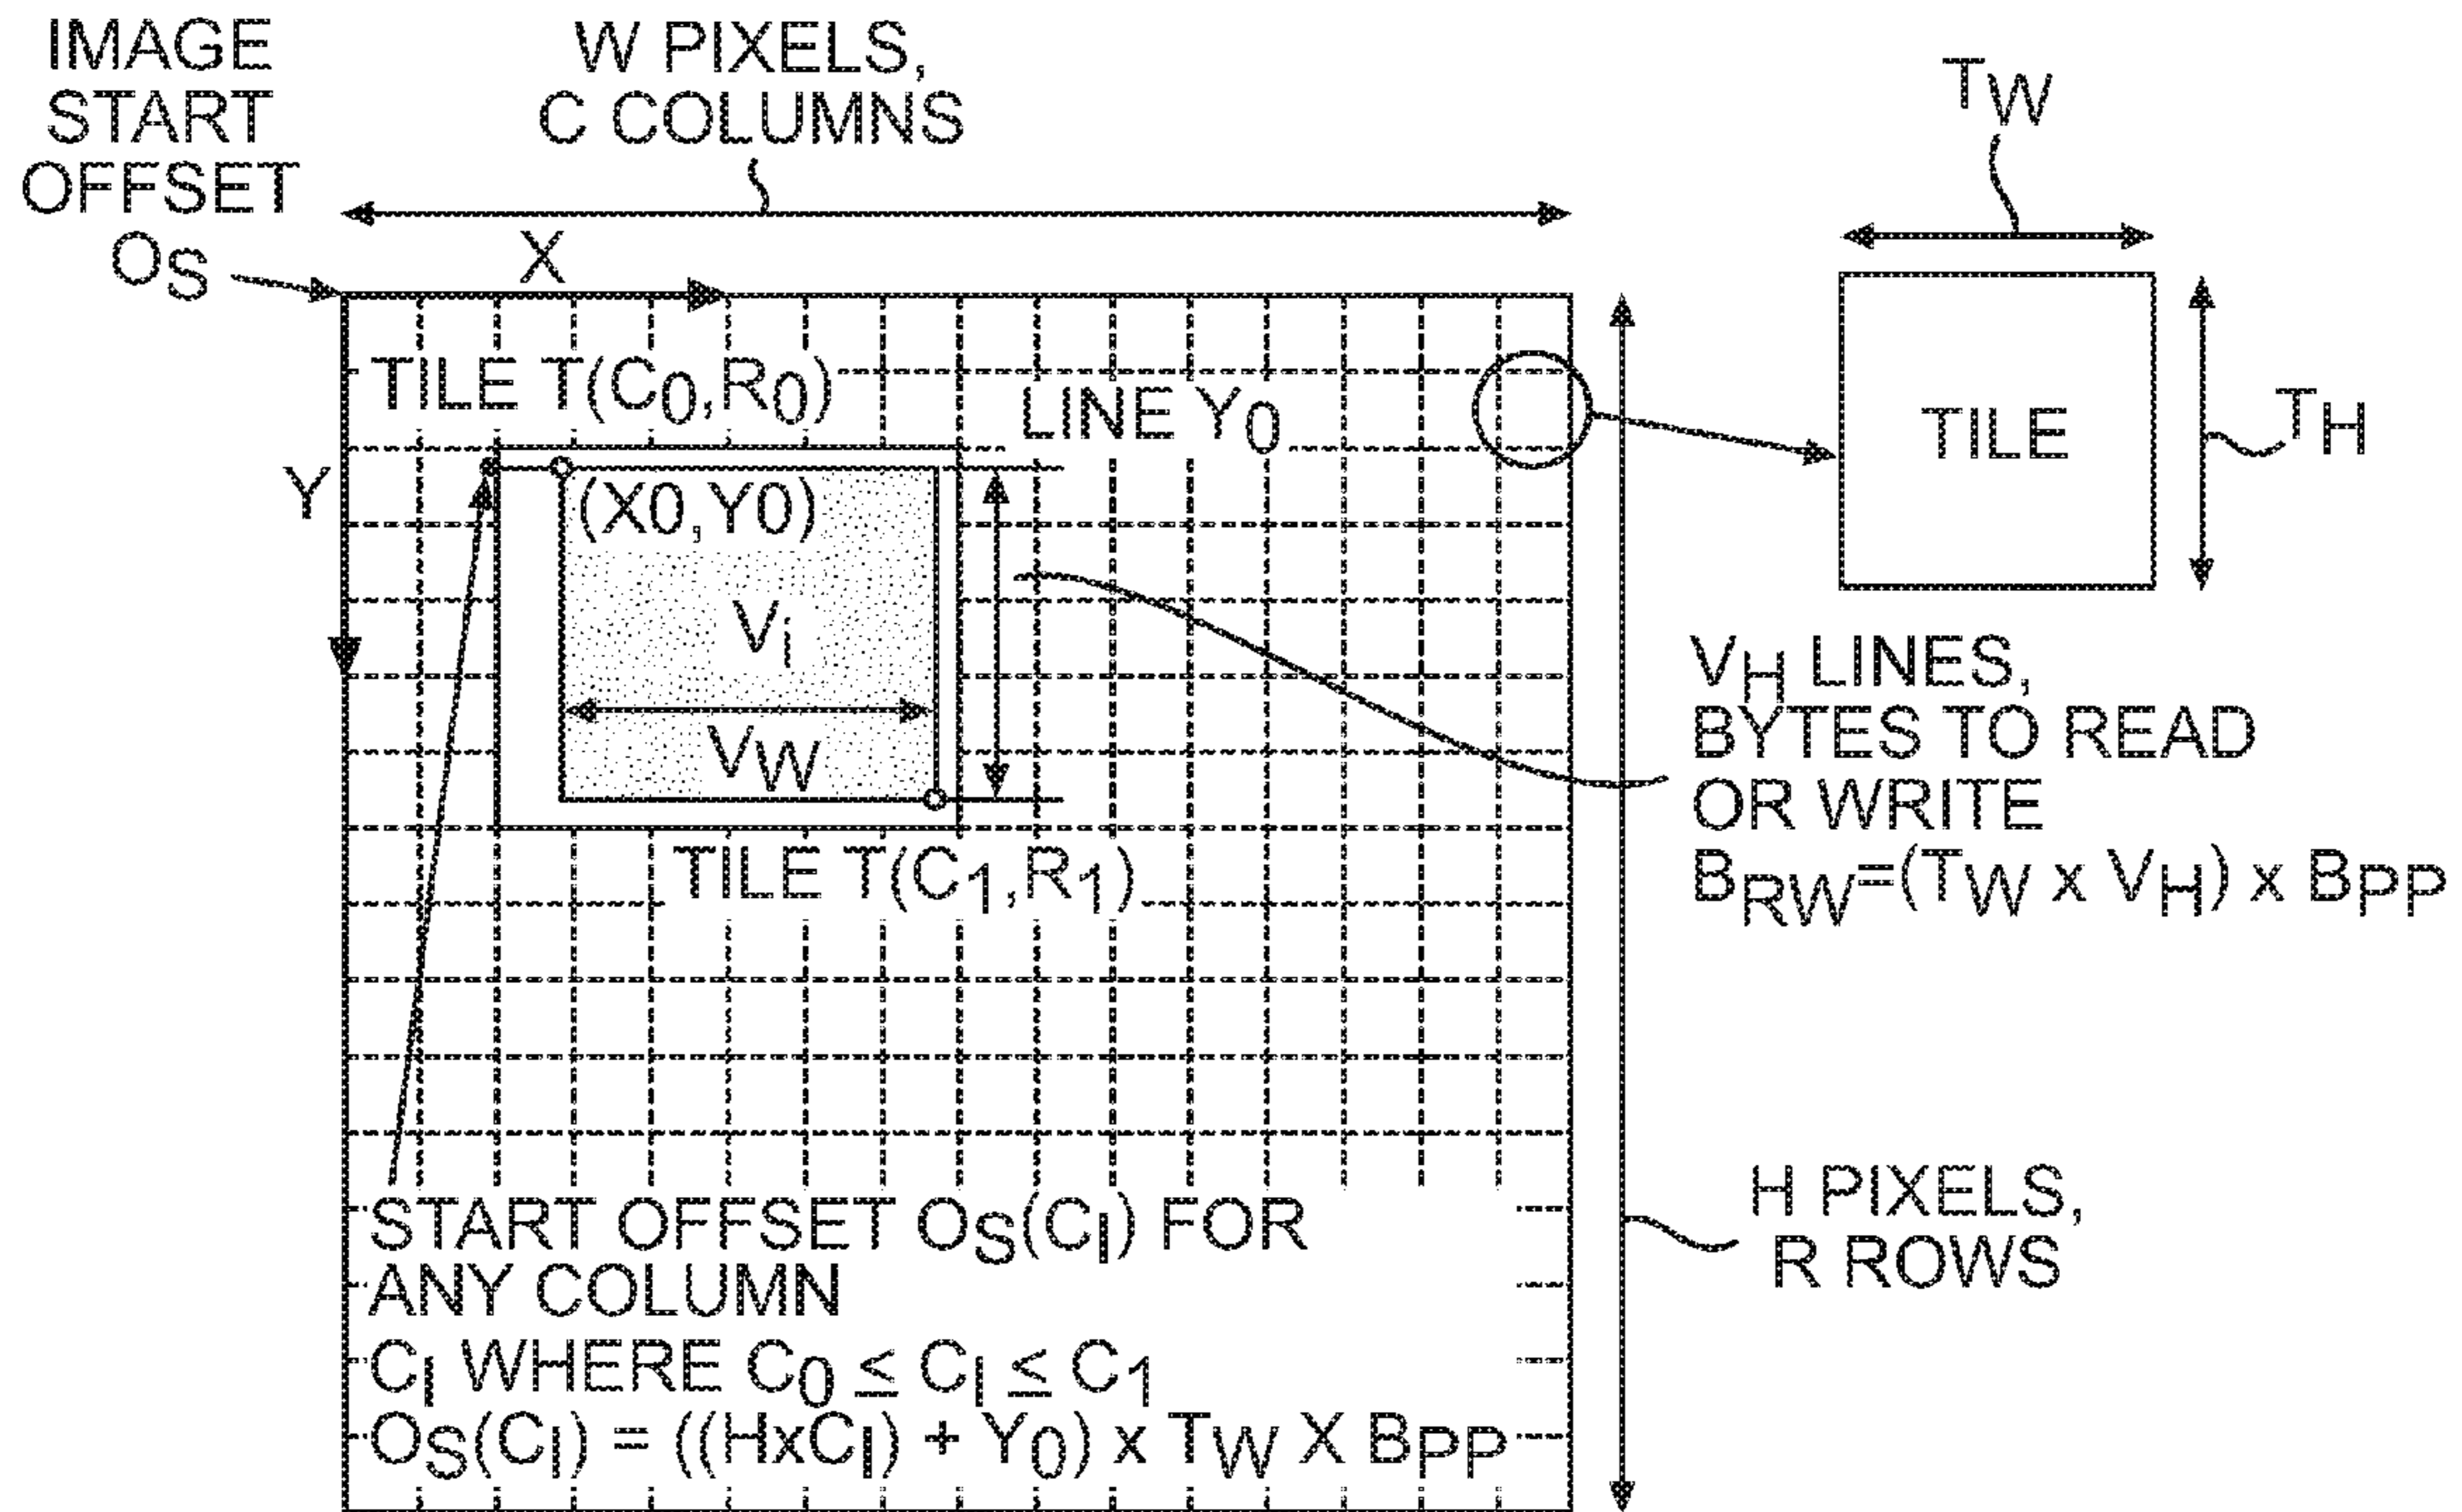 IMAGE
START
OFFSET
OS
W PIXELS,
C COLUMNS
TW
X
TILE T(C0,R0)
LINE Y0
TILE
TH
Y
(X0,Y0)
Vi
VW
VH LINES,
BYTES TO READ
OR WRITE
BRW=(TW x VH) x BPP
TILE T(C1,R1)
H PIXELS,
R ROWS
START OFFSET OS(CI) FOR
ANY COLUMN
CI WHERE C0 ≤ CI ≤ C1
OS(CI) = ((HxCI) + Y0) x TW X BPP